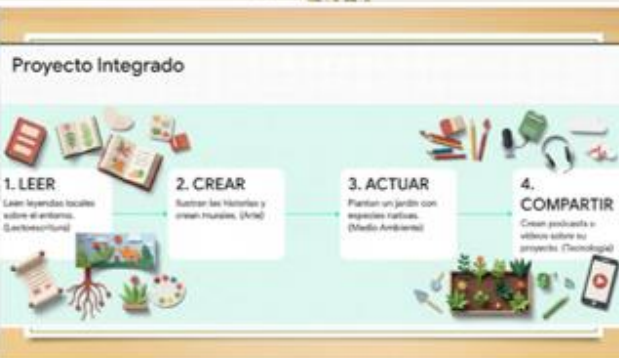 Proyecto Integrado
1. LEER
Leen leyendas locales
sobre el entorno.
(Lectoescritura)
2. CREAR
Ilustran las historias y
crean murales. (Arte)
3. ACTUAR
Plantan un jardín con
especies nativas.
(Medio Ambiente)
4.
COMPARTIR
Crean podcasts o
videos sobre su
proyecto. (Tecnología)